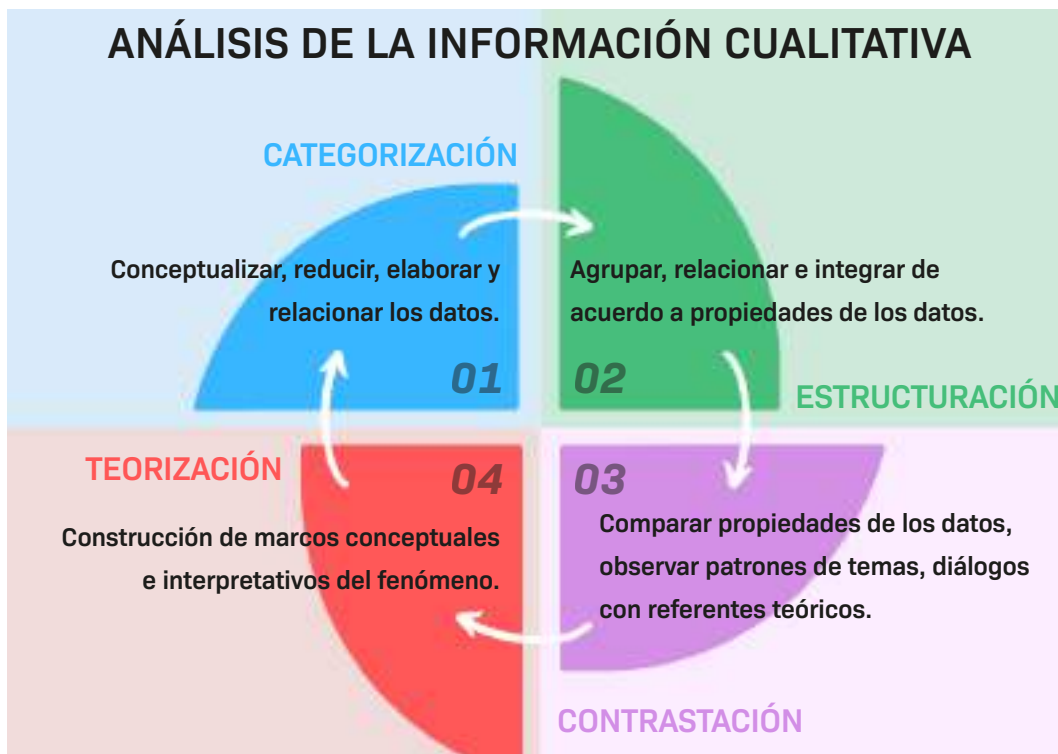 ANÁLISIS DE LA INFORMACIÓN CUALITATIVA
CATEGORIZACIÓN
Conceptualizar, reducir, elaborar y
relacionar los datos.
01
Agrupar, relacionar e integrar de
acuerdo a propiedades de los datos.
02
ESTRUCTURACIÓN
03
Comparar propiedades de los datos,
observar patrones de temas, diálogos
con referentes teóricos.
CONTRASTACIÓN
TEORIZACIÓN
04
Construcción de marcos conceptuales
e interpretativos del fenómeno.